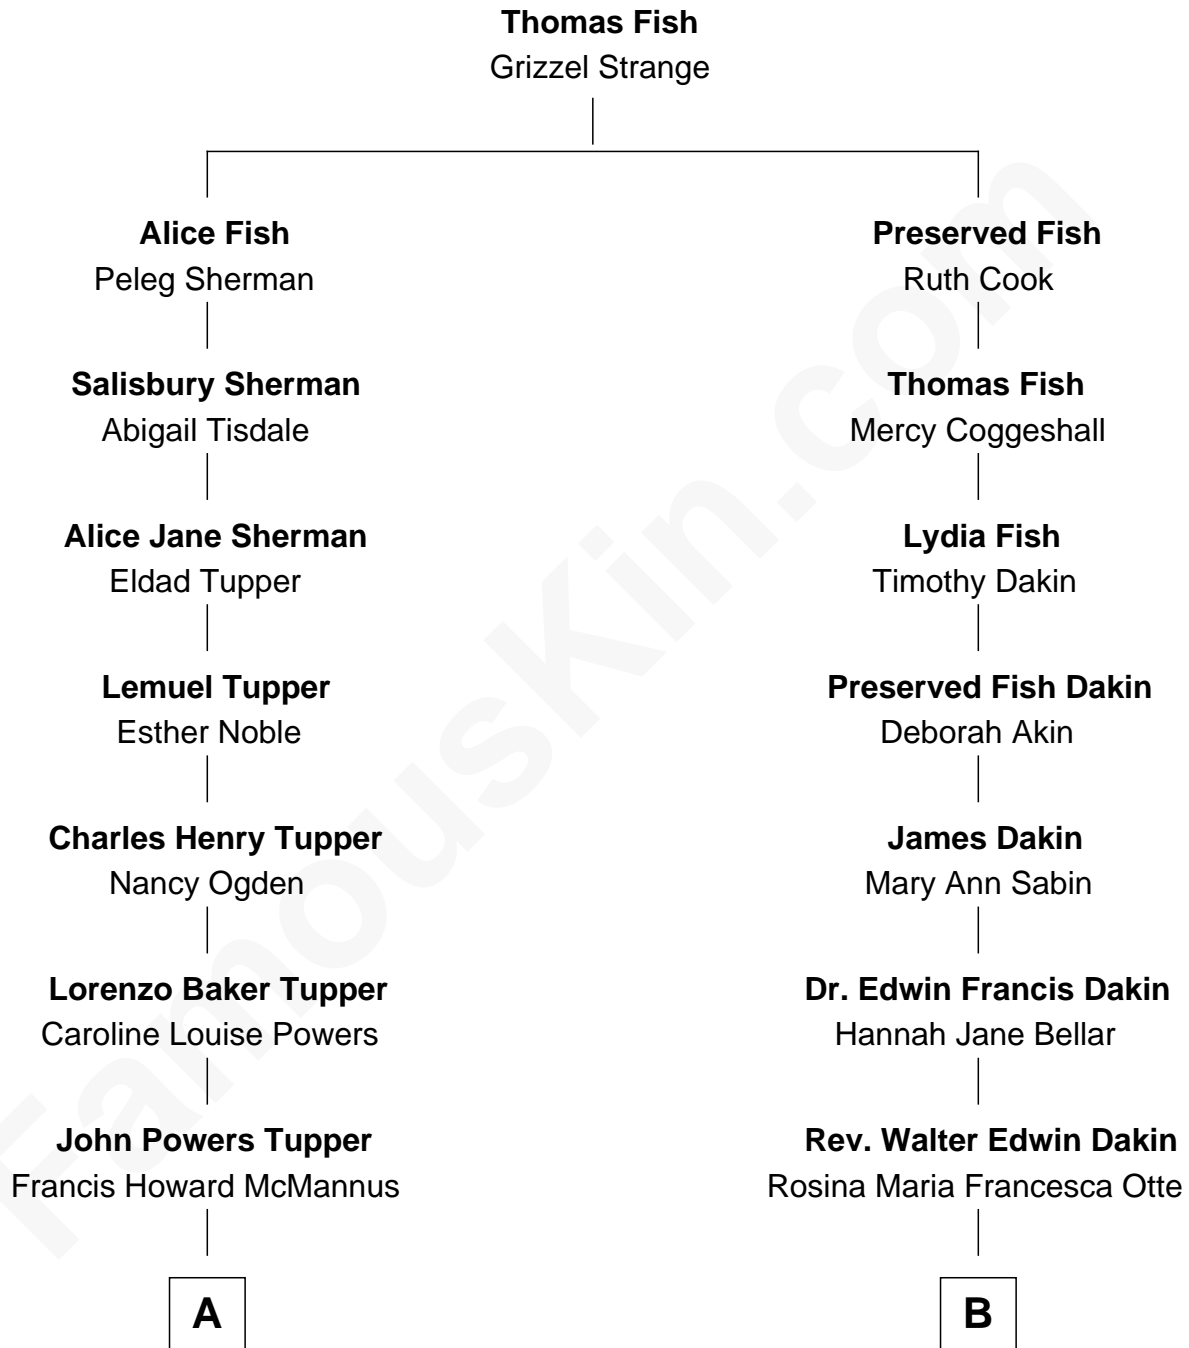 Thomas Fish
Grizzel Strange
Alice Fish
Peleg Sherman
Preserved Fish
Ruth Cook
Salisbury Sherman
Abigail Tisdale
Thomas Fish
Mercy Coggeshall
Alice Jane Sherman
Eldad Tupper
Lydia Fish
Timothy Dakin
Lemuel Tupper
Esther Noble
Preserved Fish Dakin
Deborah Akin
Charles Henry Tupper
Nancy Ogden
James Dakin
Mary Ann Sabin
Lorenzo Baker Tupper
Caroline Louise Powers
Dr. Edwin Francis Dakin
Hannah Jane Bellar
John Powers Tupper
Francis Howard McMannus
Rev. Walter Edwin Dakin
Rosina Maria Francesca Otte
A
B
FamousKin.com